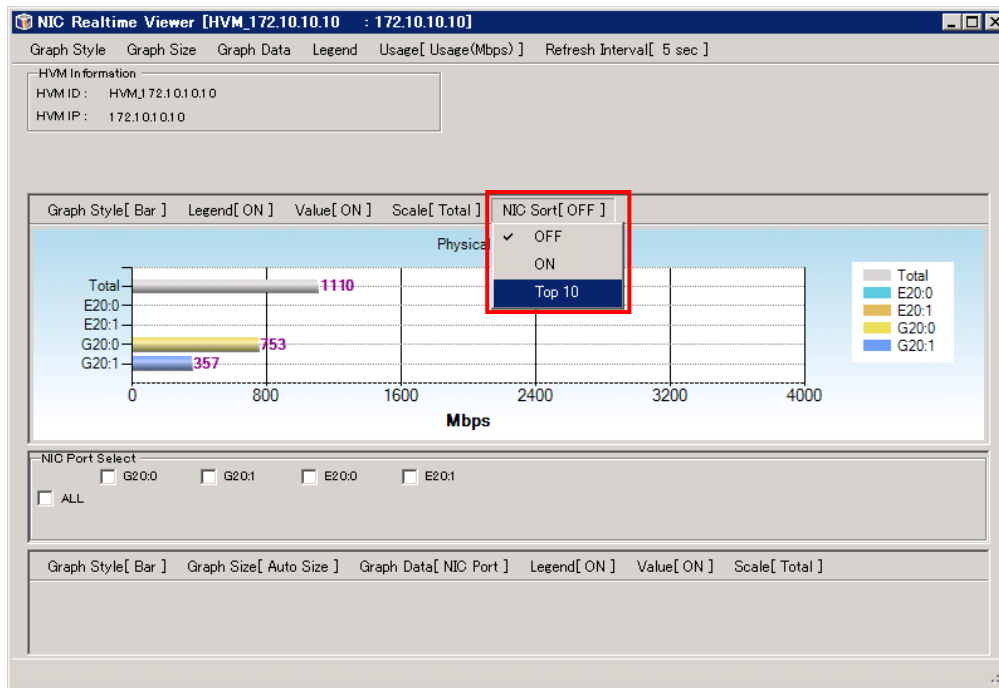 NIC Realtime Viewer [HVM_172.10.10.10 : 172.10.10.10]
Graph Style Graph Size Graph Data Legend Usage[ Usage(Mbps) ] Refresh Interval[ 5 sec ]
HVM Information
HVM ID : HVM_172.10.10.10
HVM IP : 172.10.10.10
Graph Style[ Bar ] Legend[ ON ] Value[ ON ] Scale[ Total ] NIC Sort[ OFF ]
OFF
ON
Top 10
Physica
Total 1110
E20:0
E20:1
G20:0 753
G20:1 357
0 800 1600 2400 3200 4000
Mbps
Total
E20:0
E20:1
G20:0
G20:1
NIC Port Select
G20:0 G20:1 E20:0 E20:1
ALL
Graph Style[ Bar ] Graph Size[ Auto Size ] Graph Data[ NIC Port ] Legend[ ON ] Value[ ON ] Scale[ Total ]